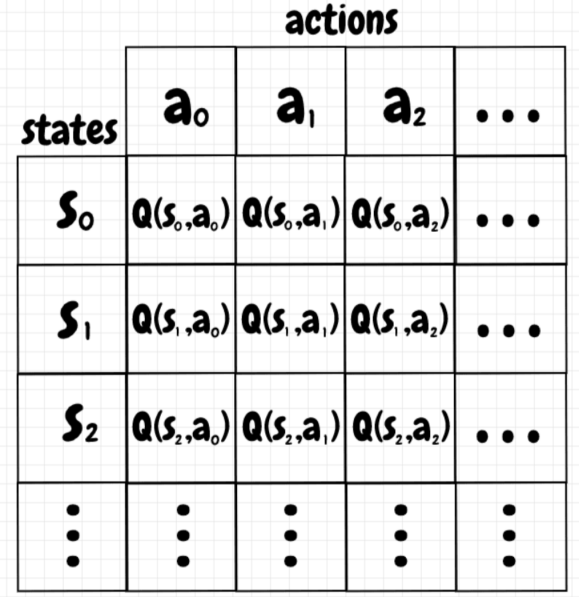 actions
states a₀ a₁ a₂ ...
s₀ Q(s₀,a₀) Q(s₀,a₁) Q(s₀,a₂) ...
s₁ Q(s₁,a₀) Q(s₁,a₁) Q(s₁,a₂) ...
s₂ Q(s₂,a₀) Q(s₂,a₁) Q(s₂,a₂) ...
⋮ ⋮ ⋮ ⋮ ⋮